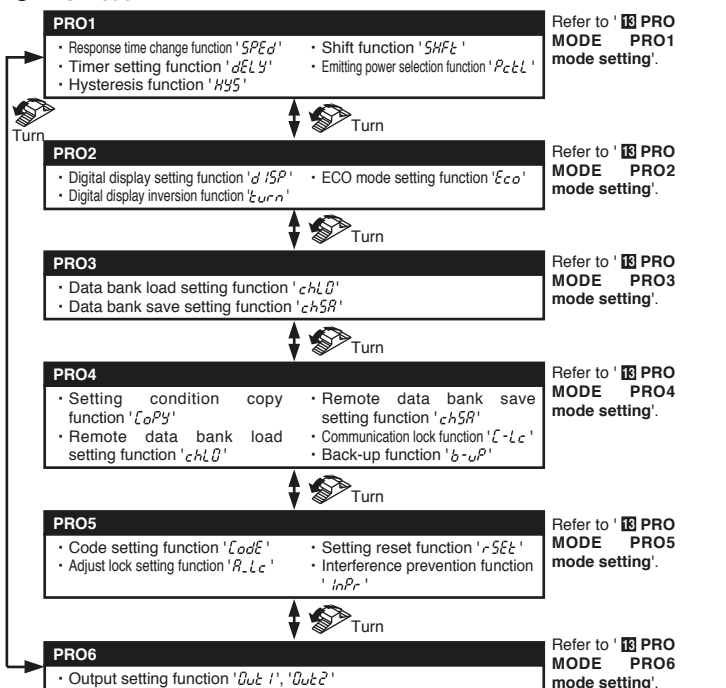 PRO1
・Response time change function 'SPEd'
・Shift function 'SHFt'
・Timer setting function 'dELY'
・Emitting power selection function 'PctL'
・Hysteresis function 'HYS'
Refer to ' 13 PRO
MODE PRO1
mode setting'.
Turn
Turn
PRO2
・Digital display setting function 'dISP'
・ECO mode setting function 'Eco'
・Digital display inversion function 'turn'
Refer to ' 13 PRO
MODE PRO2
mode setting'.
Turn
PRO3
・Data bank load setting function 'chLO'
・Data bank save setting function 'chSA'
Refer to ' 13 PRO
MODE PRO3
mode setting'.
Turn
PRO4
・Setting condition copy
function 'CoPY'
・Remote data bank load
setting function 'chLO'
・Remote data bank save
setting function 'chSA'
・Communication lock function 'C-Lc'
・Back-up function 'b-uP'
Refer to ' 13 PRO
MODE PRO4
mode setting'.
Turn
PRO5
・Code setting function 'CodE'
・Adjust lock setting function 'A_Lc'
・Setting reset function 'rSEt'
・Interference prevention function
' InPr '
Refer to ' 13 PRO
MODE PRO5
mode setting'.
Turn
PRO6
・Output setting function 'Out 1', 'Out2'
Refer to ' 13 PRO
MODE PRO6
mode setting'.